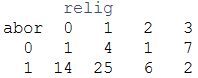 relig
abor 0 1 2 3
0 1 4 1 7
1 14 25 6 2